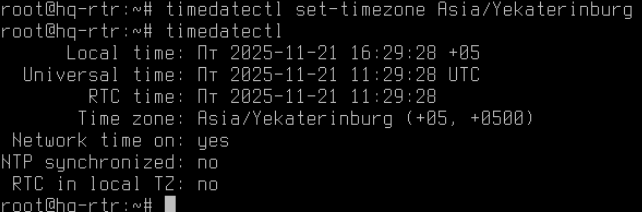 root@hq-rtr:~# timedatectl set-timezone Asia/Yekaterinburg
root@hq-rtr:~# timedatectl
Local time: Пт 2025-11-21 16:29:28 +05
Universal time: Пт 2025-11-21 11:29:28 UTC
RTC time: Пт 2025-11-21 11:29:28
Time zone: Asia/Yekaterinburg (+05, +0500)
Network time on: yes
NTP synchronized: no
RTC in local TZ: no
root@hq-rtr:~#